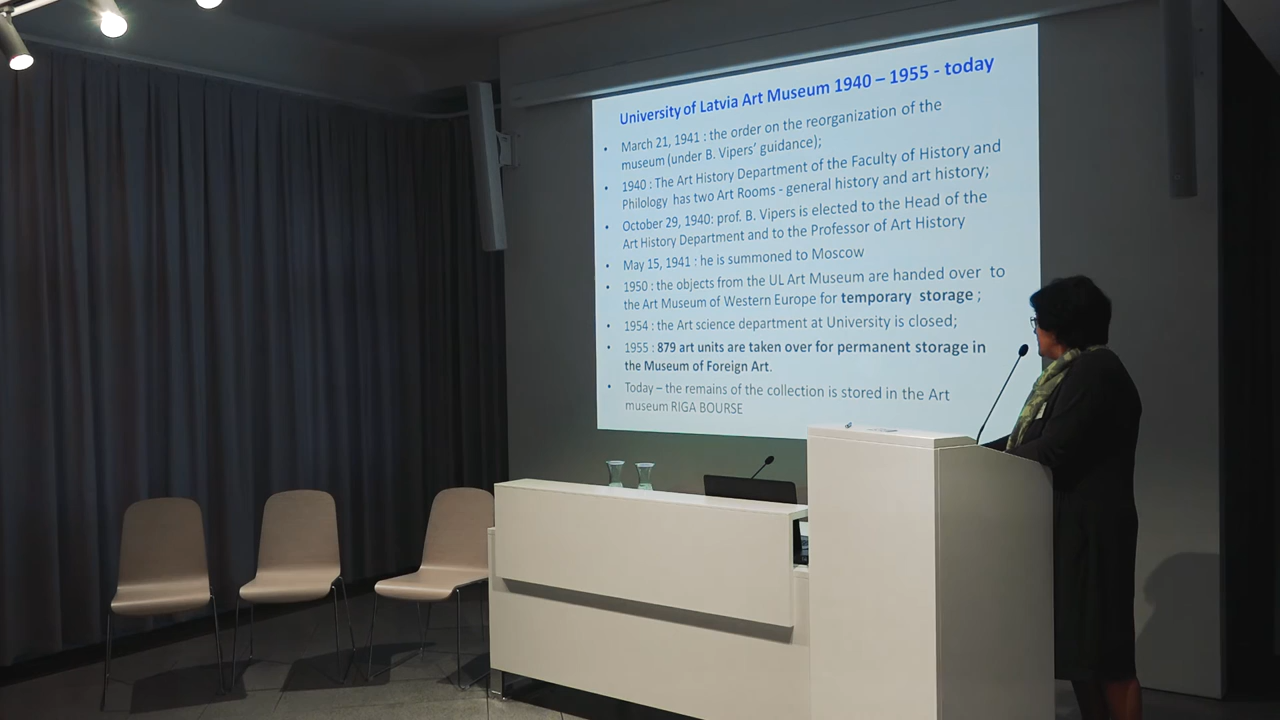 University of Latvia Art Museum 1940 – 1955 - today
• March 21, 1941 : the order on the reorganization of the
museum (under B. Vipers' guidance);
• 1940 : The Art History Department of the Faculty of History and
Philology has two Art Rooms - general history and art history;
• October 29, 1940: prof. B. Vipers is elected to the Head of the
Art History Department and to the Professor of Art History
• May 15, 1941 : he is summoned to Moscow
• 1950 : the objects from the UL Art Museum are handed over to
the Art Museum of Western Europe for temporary storage ;
• 1954 : the Art science department at University is closed;
• 1955 : 879 art units are taken over for permanent storage in
the Museum of Foreign Art.
• Today – the remains of the collection is stored in the Art
museum RIGA BOURSE